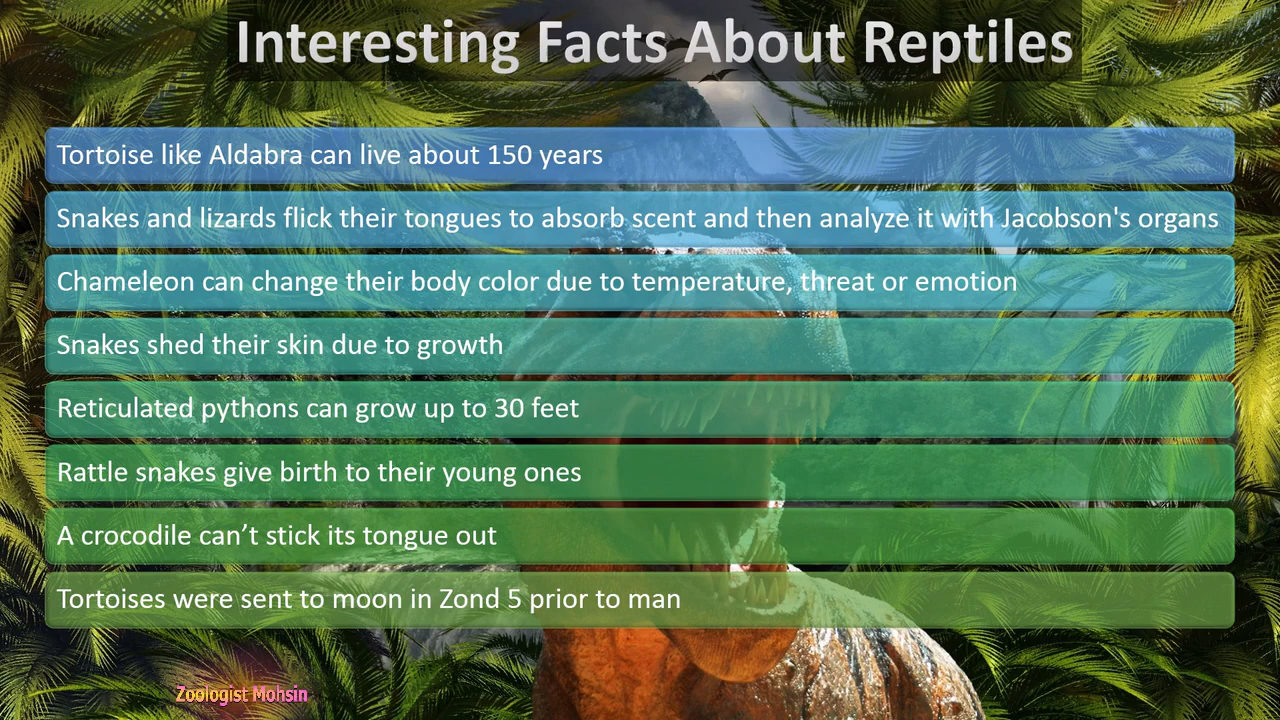 Interesting Facts About Reptiles
Tortoise like Aldabra can live about 150 years
Snakes and lizards flick their tongues to absorb scent and then analyze it with Jacobson's organs
Chameleon can change their body color due to temperature, threat or emotion
Snakes shed their skin due to growth
Reticulated pythons can grow up to 30 feet
Rattle snakes give birth to their young ones
A crocodile can’t stick its tongue out
Tortoises were sent to moon in Zond 5 prior to man
Zoologist Mohsin